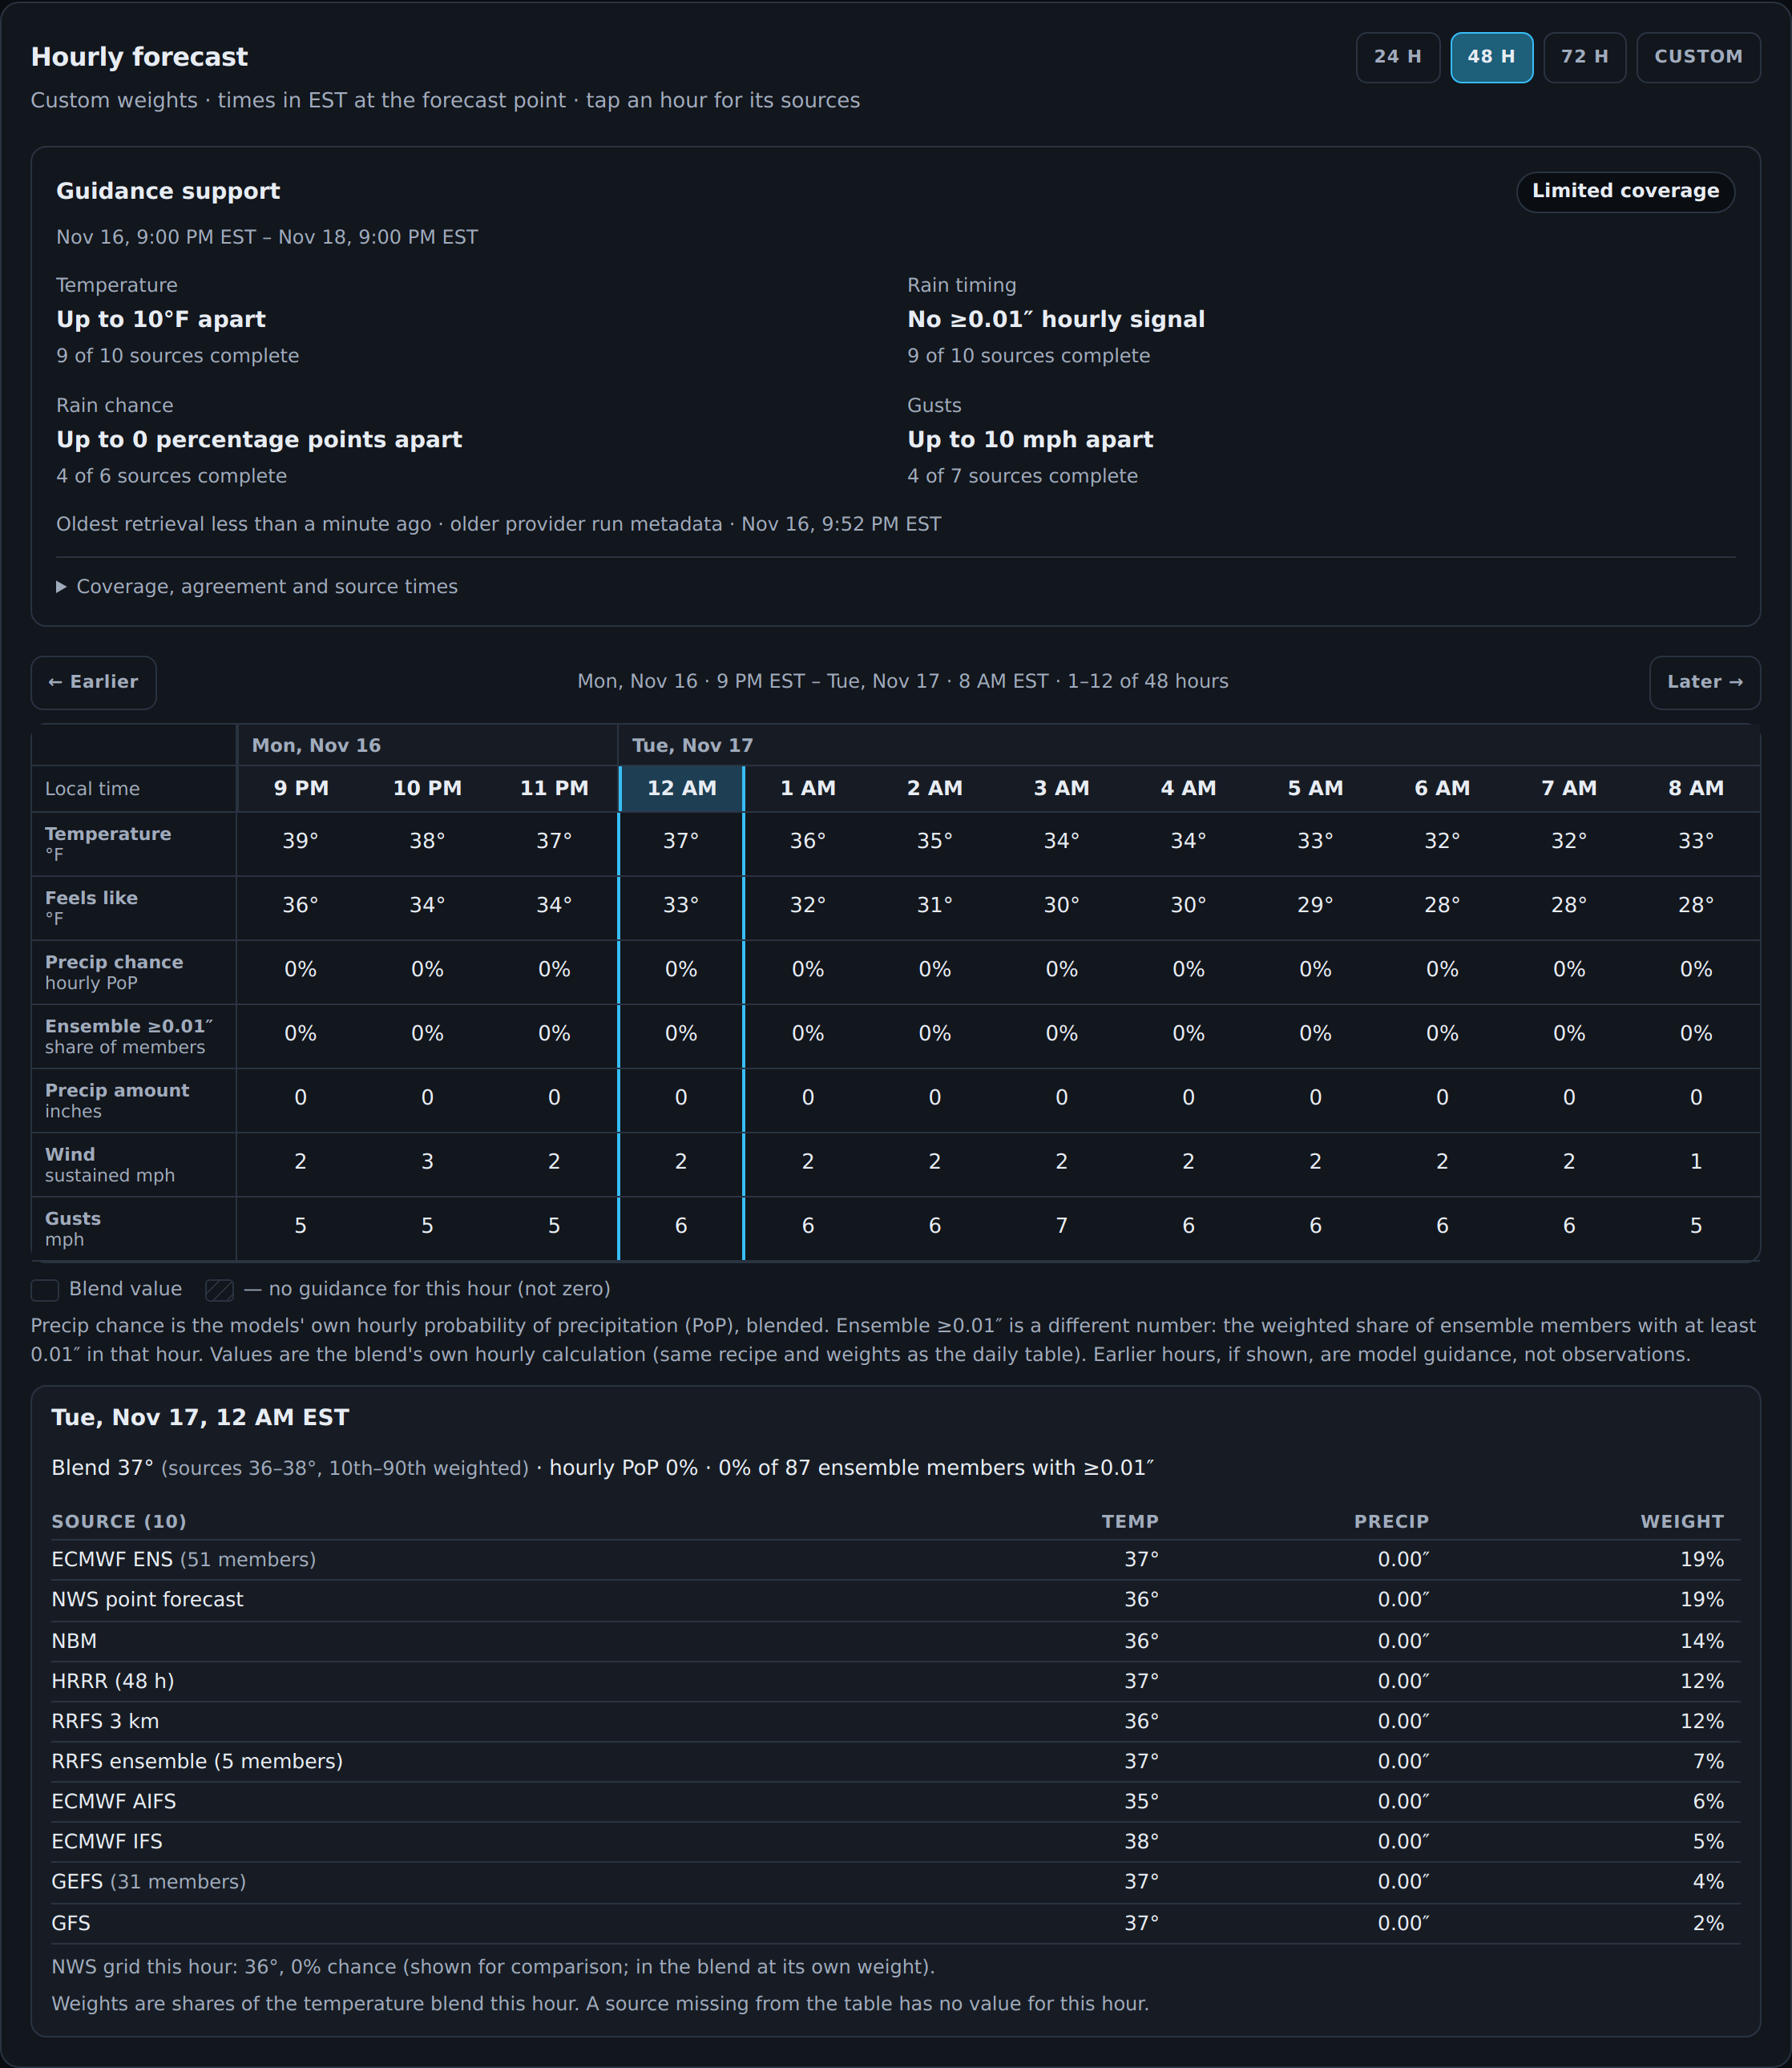 Hourly forecast
24 H 48 H 72 H CUSTOM
Custom weights · times in EST at the forecast point · tap an hour for its sources
Guidance support
Limited coverage
Nov 16, 9:00 PM EST – Nov 18, 9:00 PM EST
Temperature
Up to 10°F apart
9 of 10 sources complete
Rain timing
No ≥0.01″ hourly signal
9 of 10 sources complete
Rain chance
Up to 0 percentage points apart
4 of 6 sources complete
Gusts
Up to 10 mph apart
4 of 7 sources complete
Oldest retrieval less than a minute ago · older provider run metadata · Nov 16, 9:52 PM EST
▶ Coverage, agreement and source times
← Earlier
Mon, Nov 16 · 9 PM EST – Tue, Nov 17 · 8 AM EST · 1–12 of 48 hours
Later →
Mon, Nov 16 Tue, Nov 17
Local time 9 PM 10 PM 11 PM 12 AM 1 AM 2 AM 3 AM 4 AM 5 AM 6 AM 7 AM 8 AM
Temperature °F 39° 38° 37° 37° 36° 35° 34° 34° 33° 32° 32° 33°
Feels like °F 36° 34° 34° 33° 32° 31° 30° 30° 29° 28° 28° 28°
Precip chance hourly PoP 0% 0% 0% 0% 0% 0% 0% 0% 0% 0% 0% 0%
Ensemble ≥0.01″ share of members 0% 0% 0% 0% 0% 0% 0% 0% 0% 0% 0% 0%
Precip amount inches 0 0 0 0 0 0 0 0 0 0 0 0
Wind sustained mph 2 3 2 2 2 2 2 2 2 2 2 1
Gusts mph 5 5 5 6 6 6 7 6 6 6 6 5
Blend value — no guidance for this hour (not zero)
Precip chance is the models' own hourly probability of precipitation (PoP), blended. Ensemble ≥0.01″ is a different number: the weighted share of ensemble members with at least
0.01″ in that hour. Values are the blend's own hourly calculation (same recipe and weights as the daily table). Earlier hours, if shown, are model guidance, not observations.
Tue, Nov 17, 12 AM EST
Blend 37° (sources 36–38°, 10th–90th weighted) · hourly PoP 0% · 0% of 87 ensemble members with ≥0.01″
SOURCE (10) TEMP PRECIP WEIGHT
ECMWF ENS (51 members) 37° 0.00″ 19%
NWS point forecast 36° 0.00″ 19%
NBM 36° 0.00″ 14%
HRRR (48 h) 37° 0.00″ 12%
RRFS 3 km 36° 0.00″ 12%
RRFS ensemble (5 members) 37° 0.00″ 7%
ECMWF AIFS 35° 0.00″ 6%
ECMWF IFS 38° 0.00″ 5%
GEFS (31 members) 37° 0.00″ 4%
GFS 37° 0.00″ 2%
NWS grid this hour: 36°, 0% chance (shown for comparison; in the blend at its own weight).
Weights are shares of the temperature blend this hour. A source missing from the table has no value for this hour.